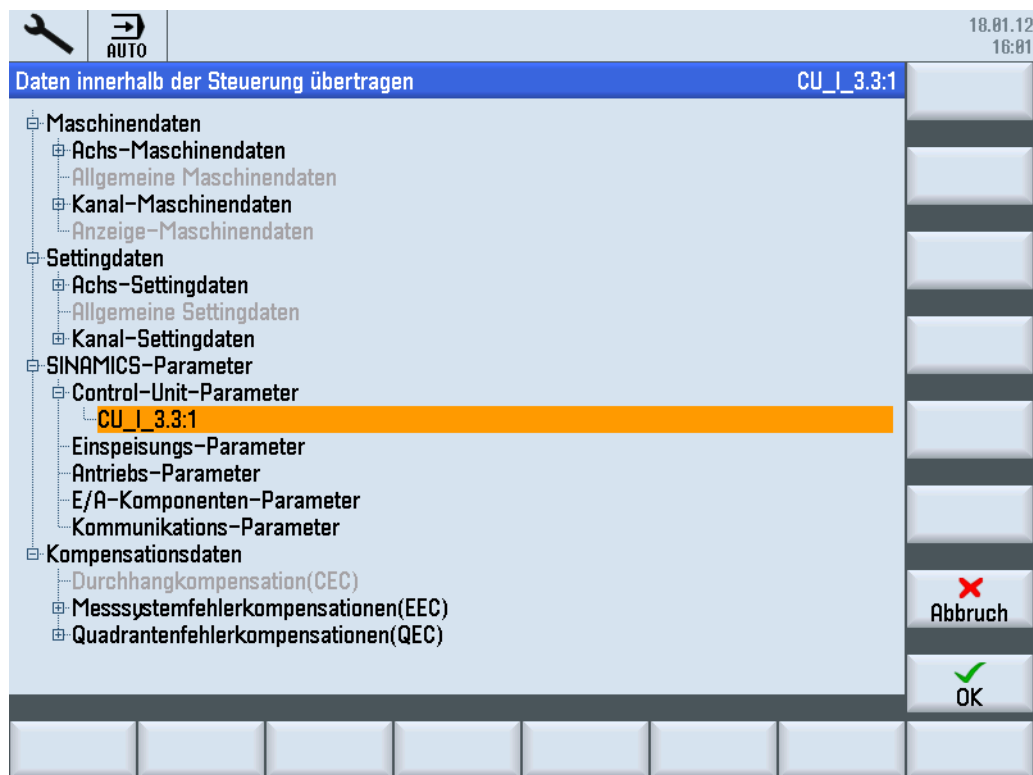 AUTO
18.01.12
16:01
Daten innerhalb der Steuerung übertragen CU_I_3.3:1
Maschinendaten
Achs-Maschinendaten
Allgemeine Maschinendaten
Kanal-Maschinendaten
Anzeige-Maschinendaten
Settingdaten
Achs-Settingdaten
Allgemeine Settingdaten
Kanal-Settingdaten
SINAMICS-Parameter
Control-Unit-Parameter
CU_I_3.3:1
Einspeisungs-Parameter
Antriebs-Parameter
E/A-Komponenten-Parameter
Kommunikations-Parameter
Kompensationsdaten
Durchhangkompensation(CEC)
Messsystemfehlerkompensationen(EEC)
Quadrantenfehlerkompensationen(QEC)
Abbruch
OK